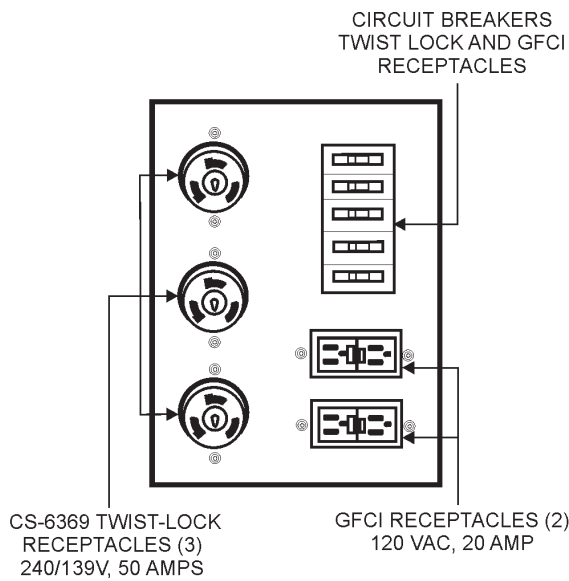 CIRCUIT BREAKERS
TWIST LOCK AND GFCI
RECEPTACLES
CS-6369 TWIST-LOCK
RECEPTACLES (3)
240/139V, 50 AMPS
GFCI RECEPTACLES (2)
120 VAC, 20 AMP